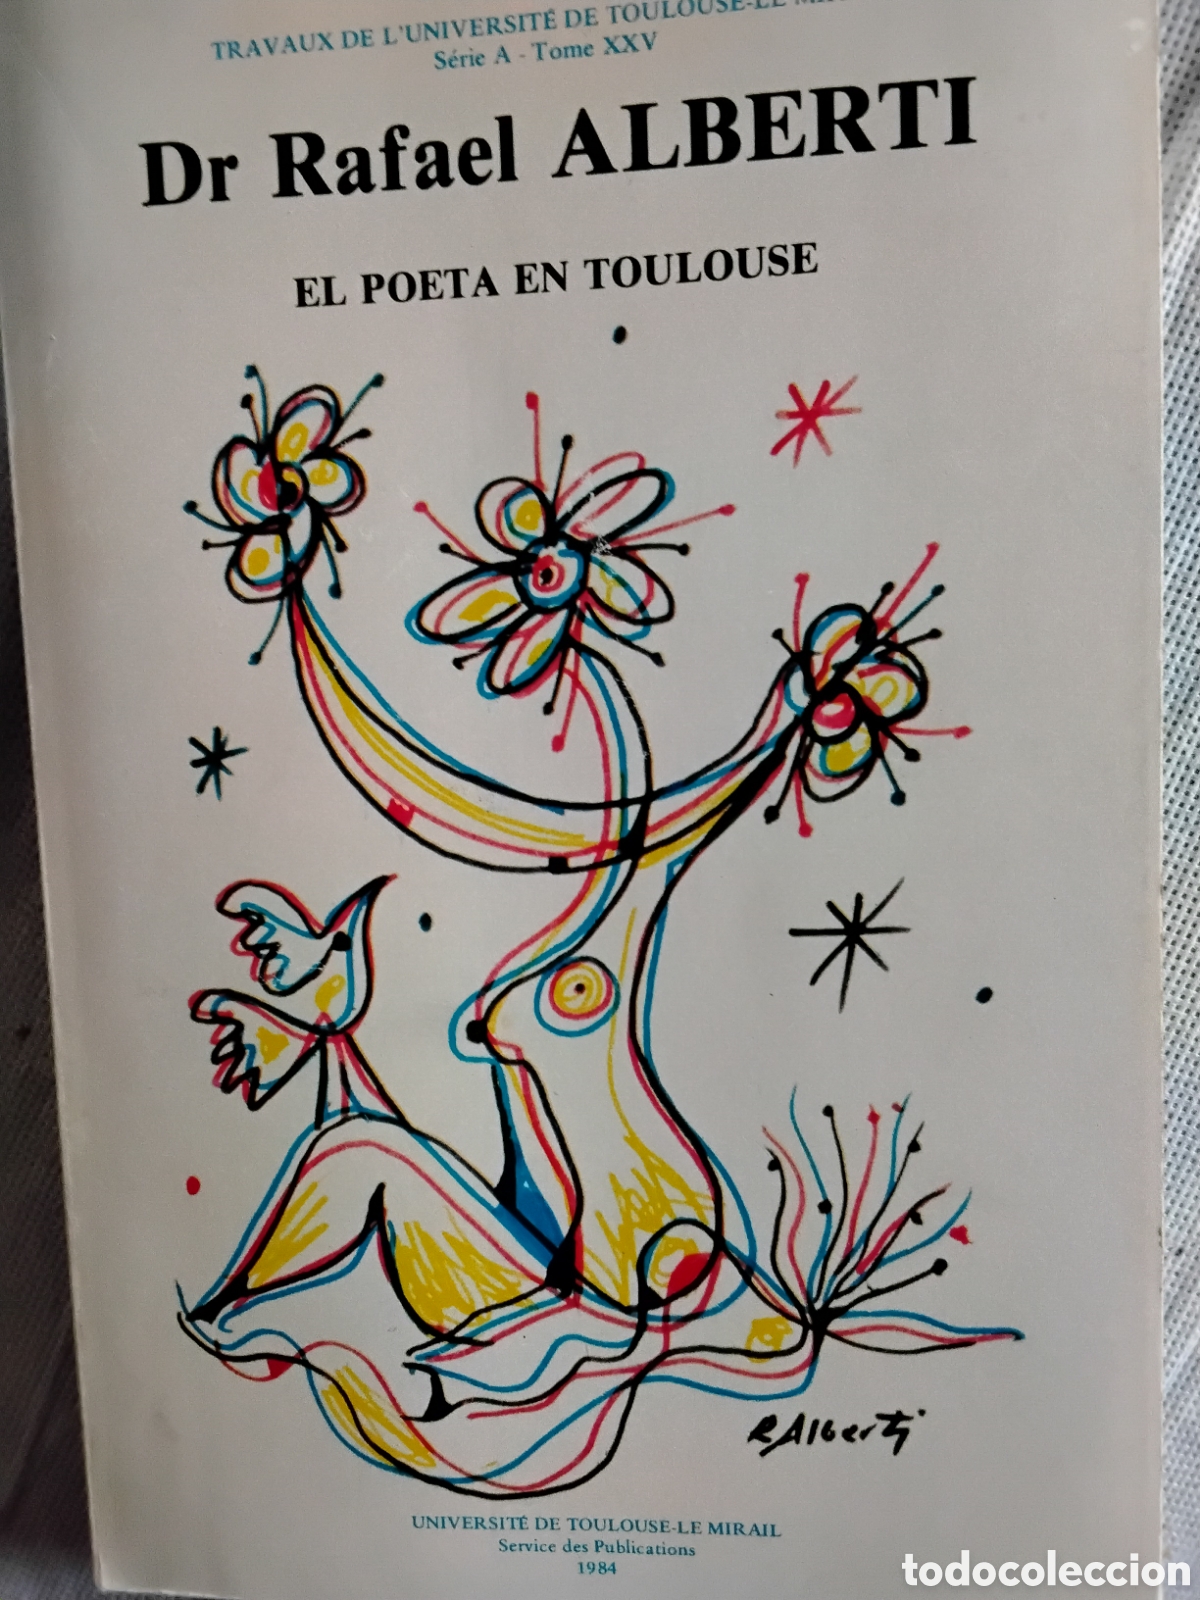 TRAVAUX DE L'UNIVERSITÉ DE TOULOUSE-LE
Série A - Tome XXV
Dr Rafael ALBERTI
EL POETA EN TOULOUSE
R Alberti
UNIVERSITÉ DE TOULOUSE-LE MIRAIL
Service des Publications
1984
todocoleccion